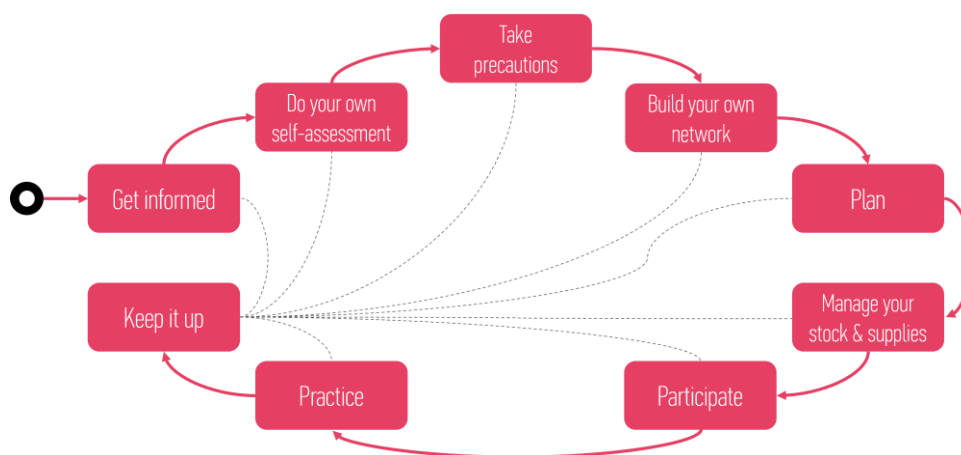 Take
precautions
Do your own
self-assessment
Build your own
network
Get informed
Plan
Keep it up
Manage your
stock & supplies
Practice
Participate